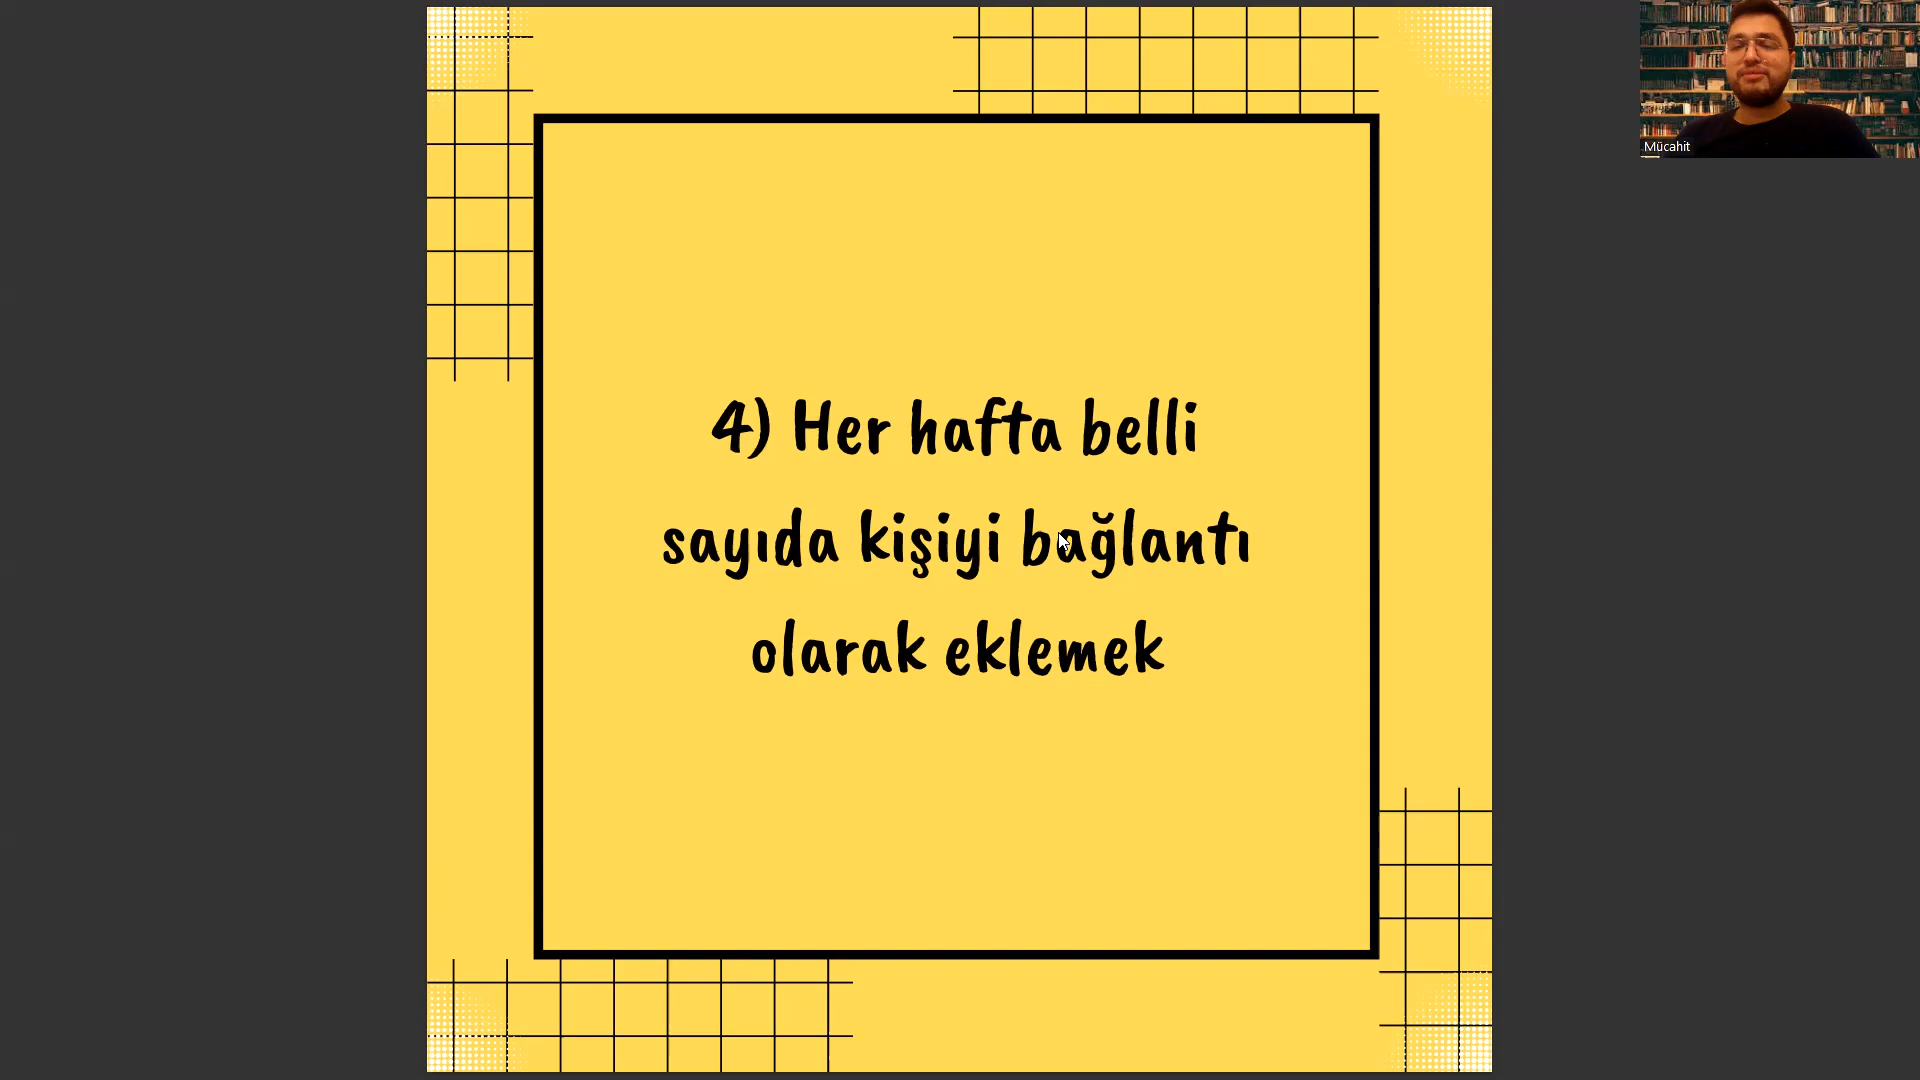 4) Her hafta belli
sayıda kişiyi bağlantı
olarak eklemek
Mücahit